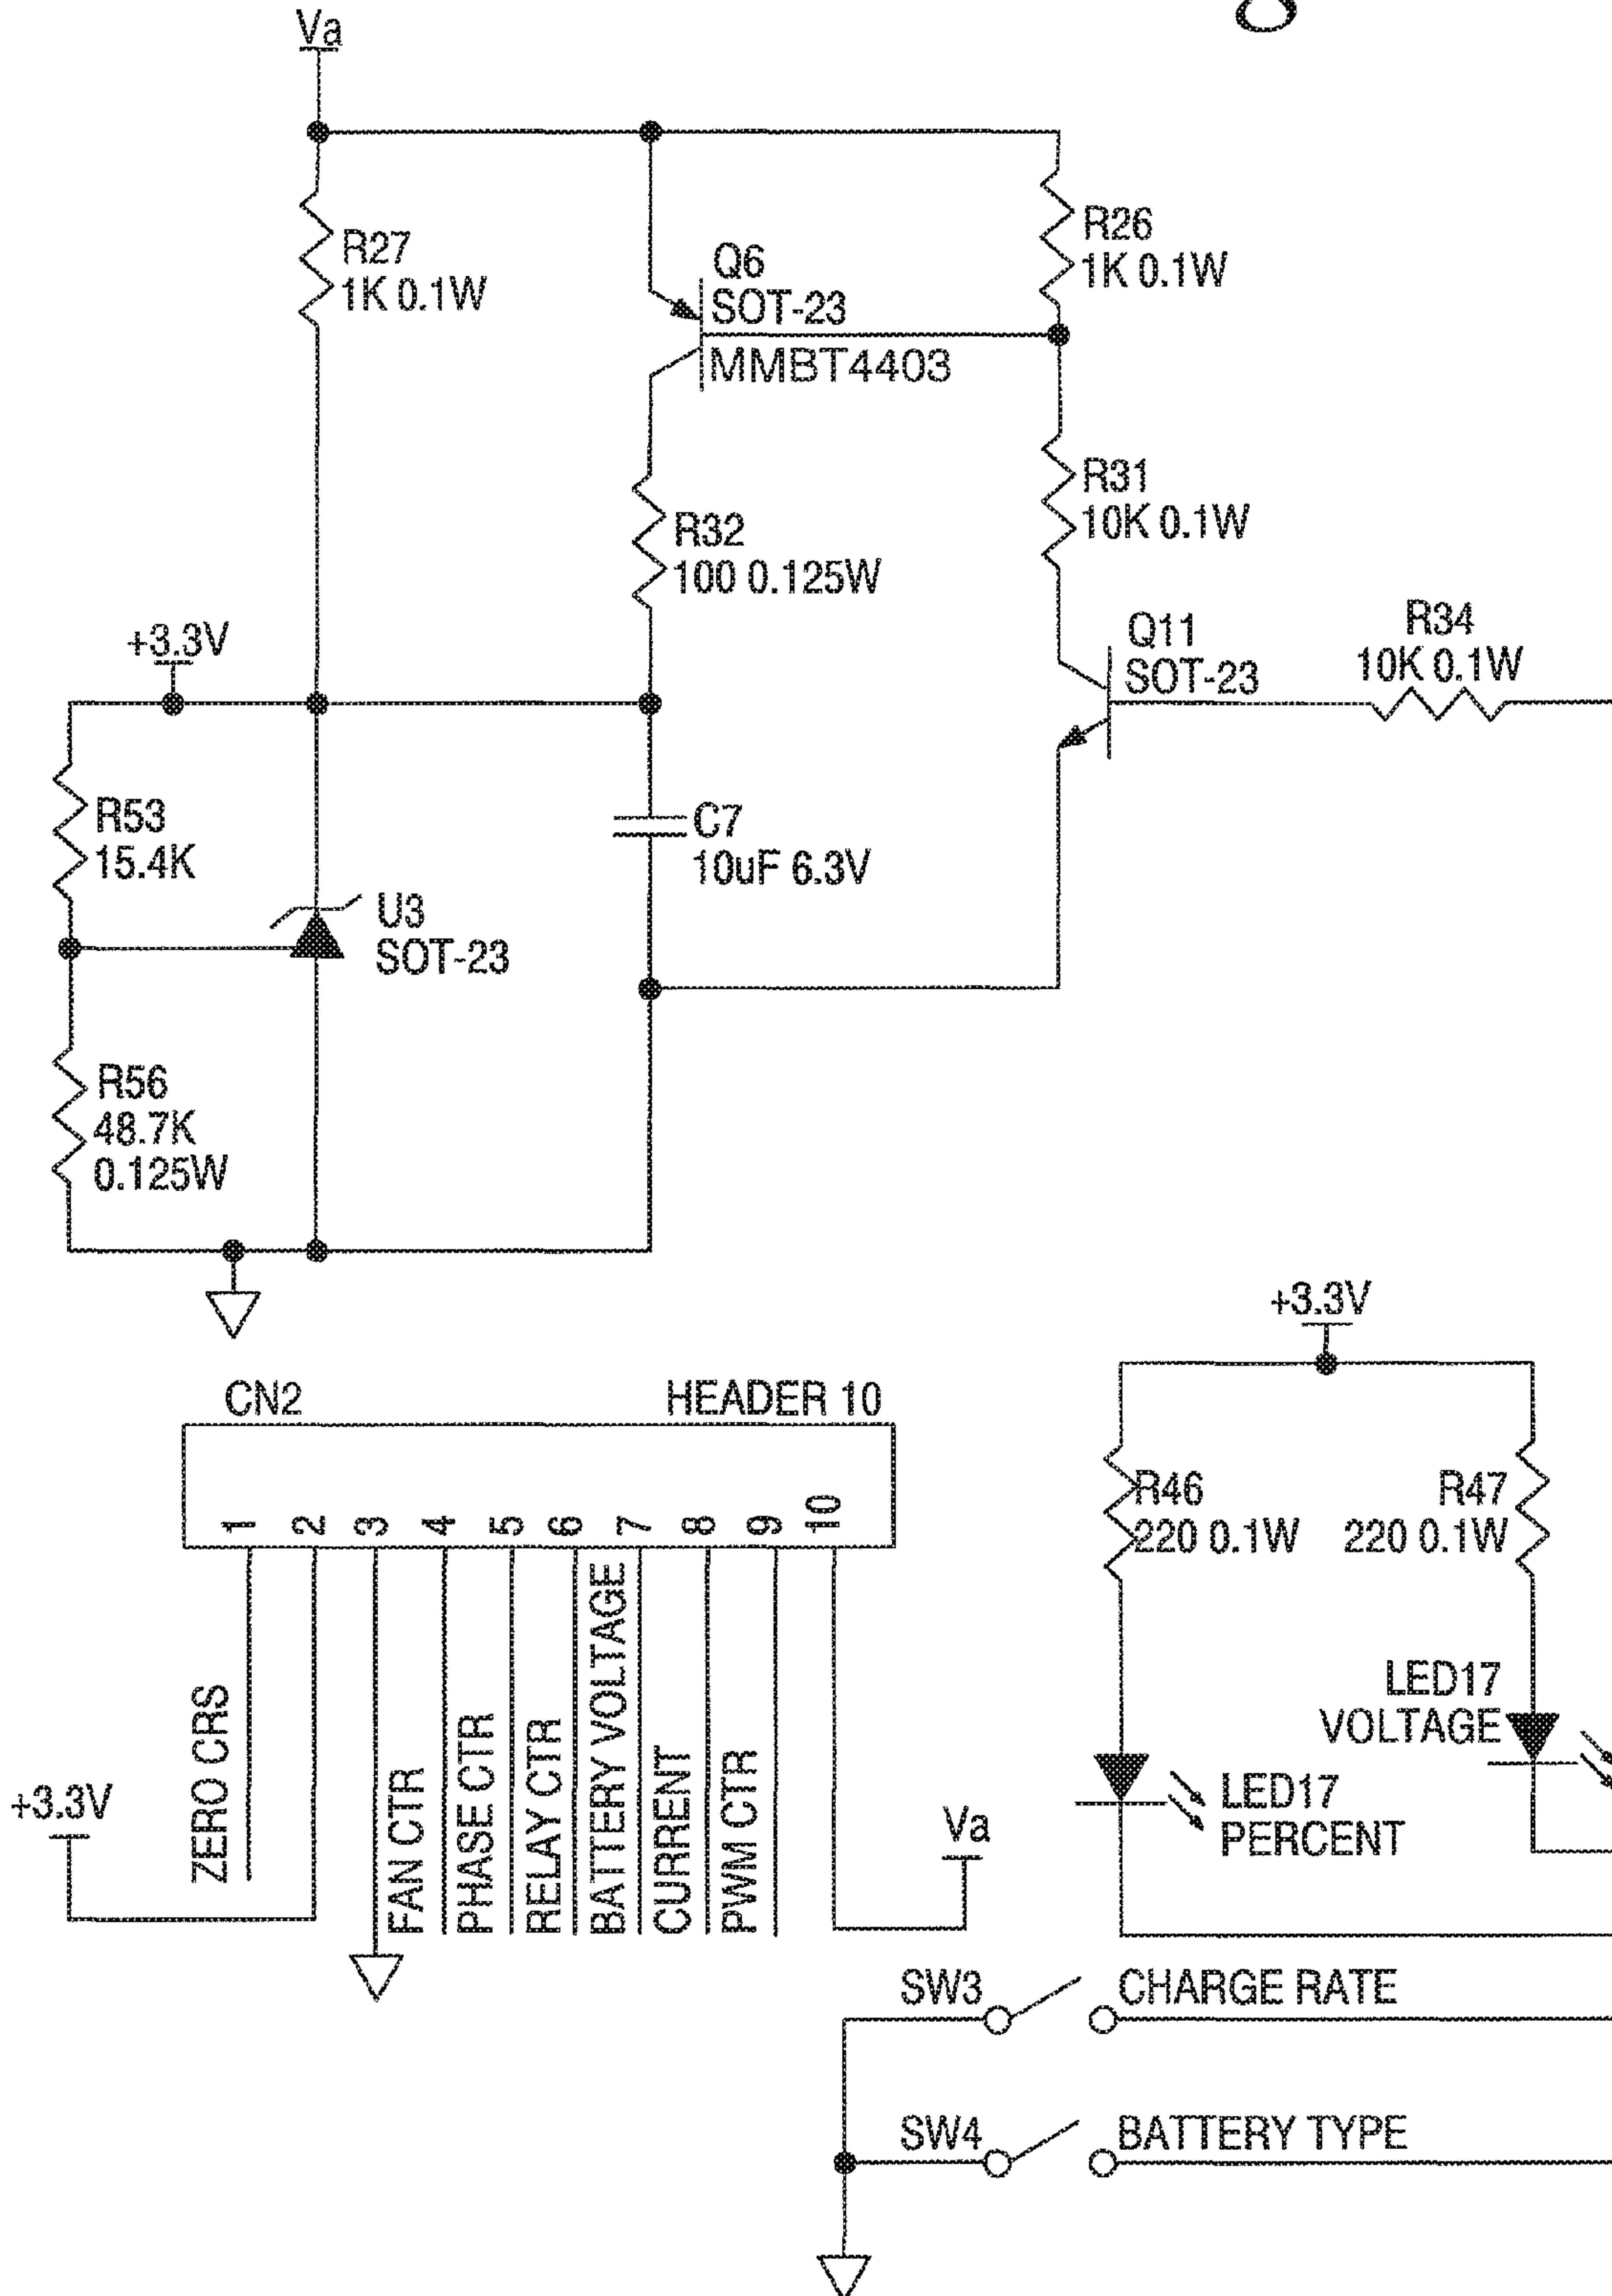 Va
R27
1K 0.1W
Q6
SOT-23
MMBT4403
R26
1K 0.1W
R32
100 0.125W
R31
10K 0.1W
+3.3V
Q11
SOT-23
R34
10K 0.1W
R53
15.4K
C7
10uF 6.3V
U3
SOT-23
R56
48.7K
0.125W
+3.3V
CN2
HEADER 10
1
2
3
4
5
6
7
8
9
10
R46
220 0.1W
R47
220 0.1W
ZERO CRS
FAN CTR
PHASE CTR
RELAY CTR
BATTERY VOLTAGE
CURRENT
PWM CTR
+3.3V
Va
LED17
VOLTAGE
LED17
PERCENT
SW3
CHARGE RATE
SW4
BATTERY TYPE